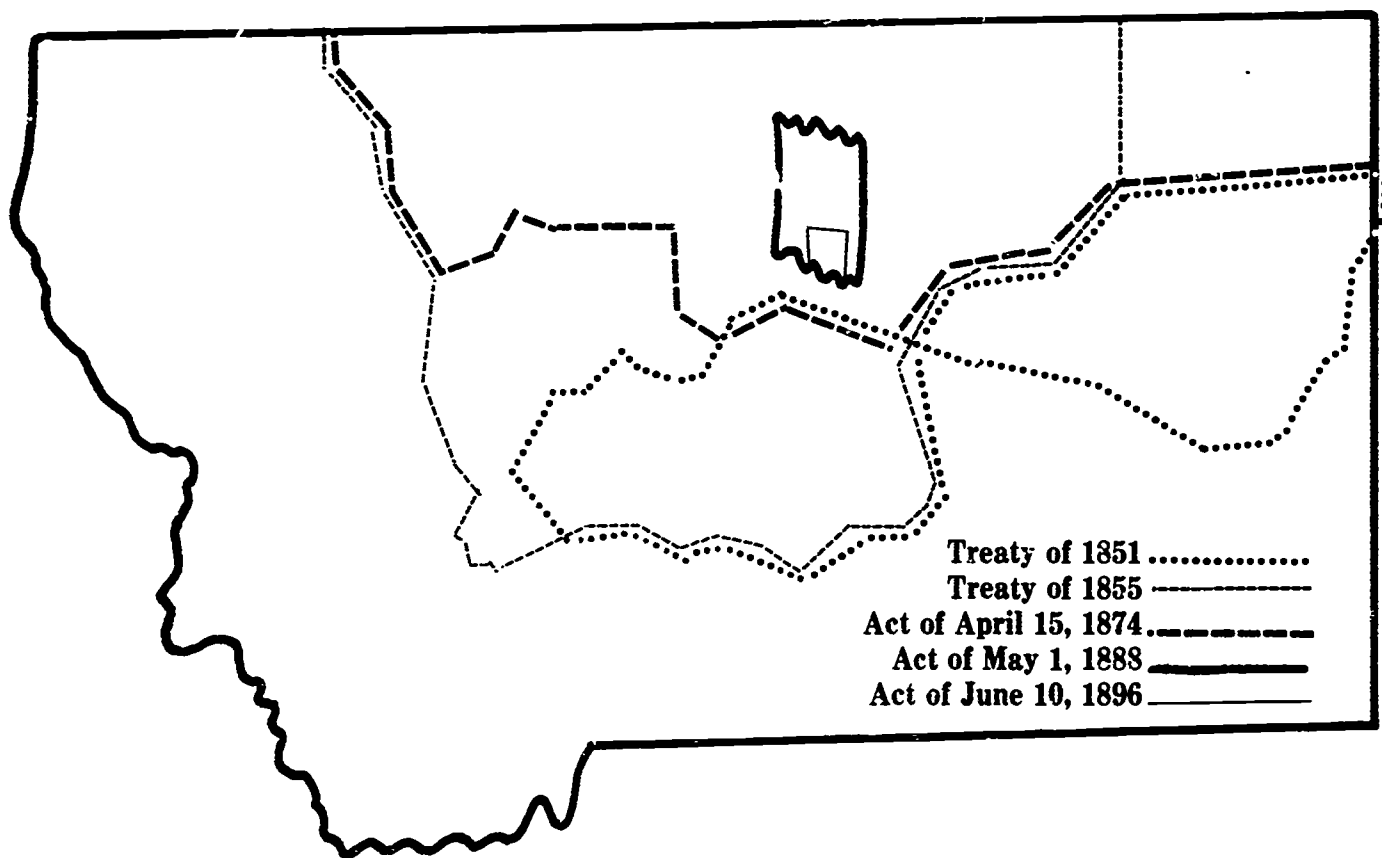 Treaty of 1851
Treaty of 1855
Act of April 15, 1874
Act of May 1, 1888
Act of June 10, 1896